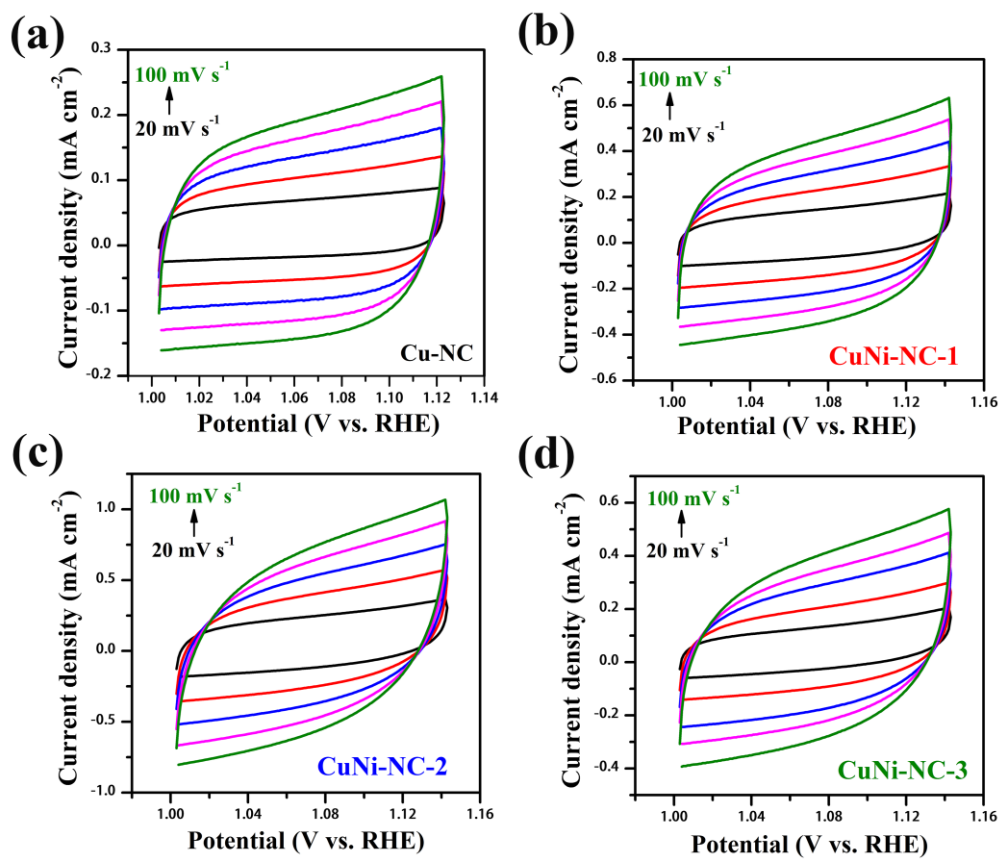 (a)
0.3
0.2
0.1
0.0
-0.1
-0.2
Current density (mA cm⁻²)
100 mV s⁻¹
20 mV s⁻¹
Cu-NC
1.00 1.02 1.04 1.06 1.08 1.10 1.12 1.14
Potential (V vs. RHE)
(b)
0.8
0.6
0.4
0.2
0.0
-0.2
-0.4
-0.6
Current density (mA cm⁻²)
100 mV s⁻¹
20 mV s⁻¹
CuNi-NC-1
1.00 1.04 1.08 1.12 1.16
Potential (V vs. RHE)
(c)
1.0
0.5
0.0
-0.5
-1.0
Current density (mA cm⁻²)
100 mV s⁻¹
20 mV s⁻¹
CuNi-NC-2
1.00 1.04 1.08 1.12 1.16
Potential (V vs. RHE)
(d)
0.6
0.4
0.2
0.0
-0.2
-0.4
Current density (mA cm⁻²)
100 mV s⁻¹
20 mV s⁻¹
CuNi-NC-3
1.00 1.04 1.08 1.12 1.16
Potential (V vs. RHE)